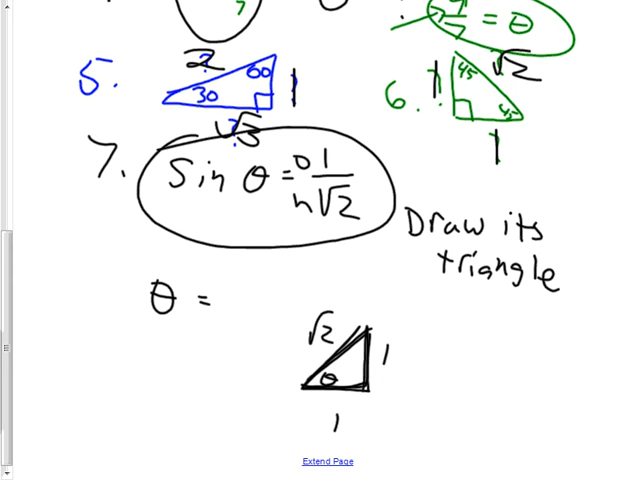 = θ
5.
2
60
30
1
√3
6.
1
45
45
√2
1
7.
Sin θ = o 1
h √2
Draw its
triangle
θ =
√2
θ
1
1
Extend Page